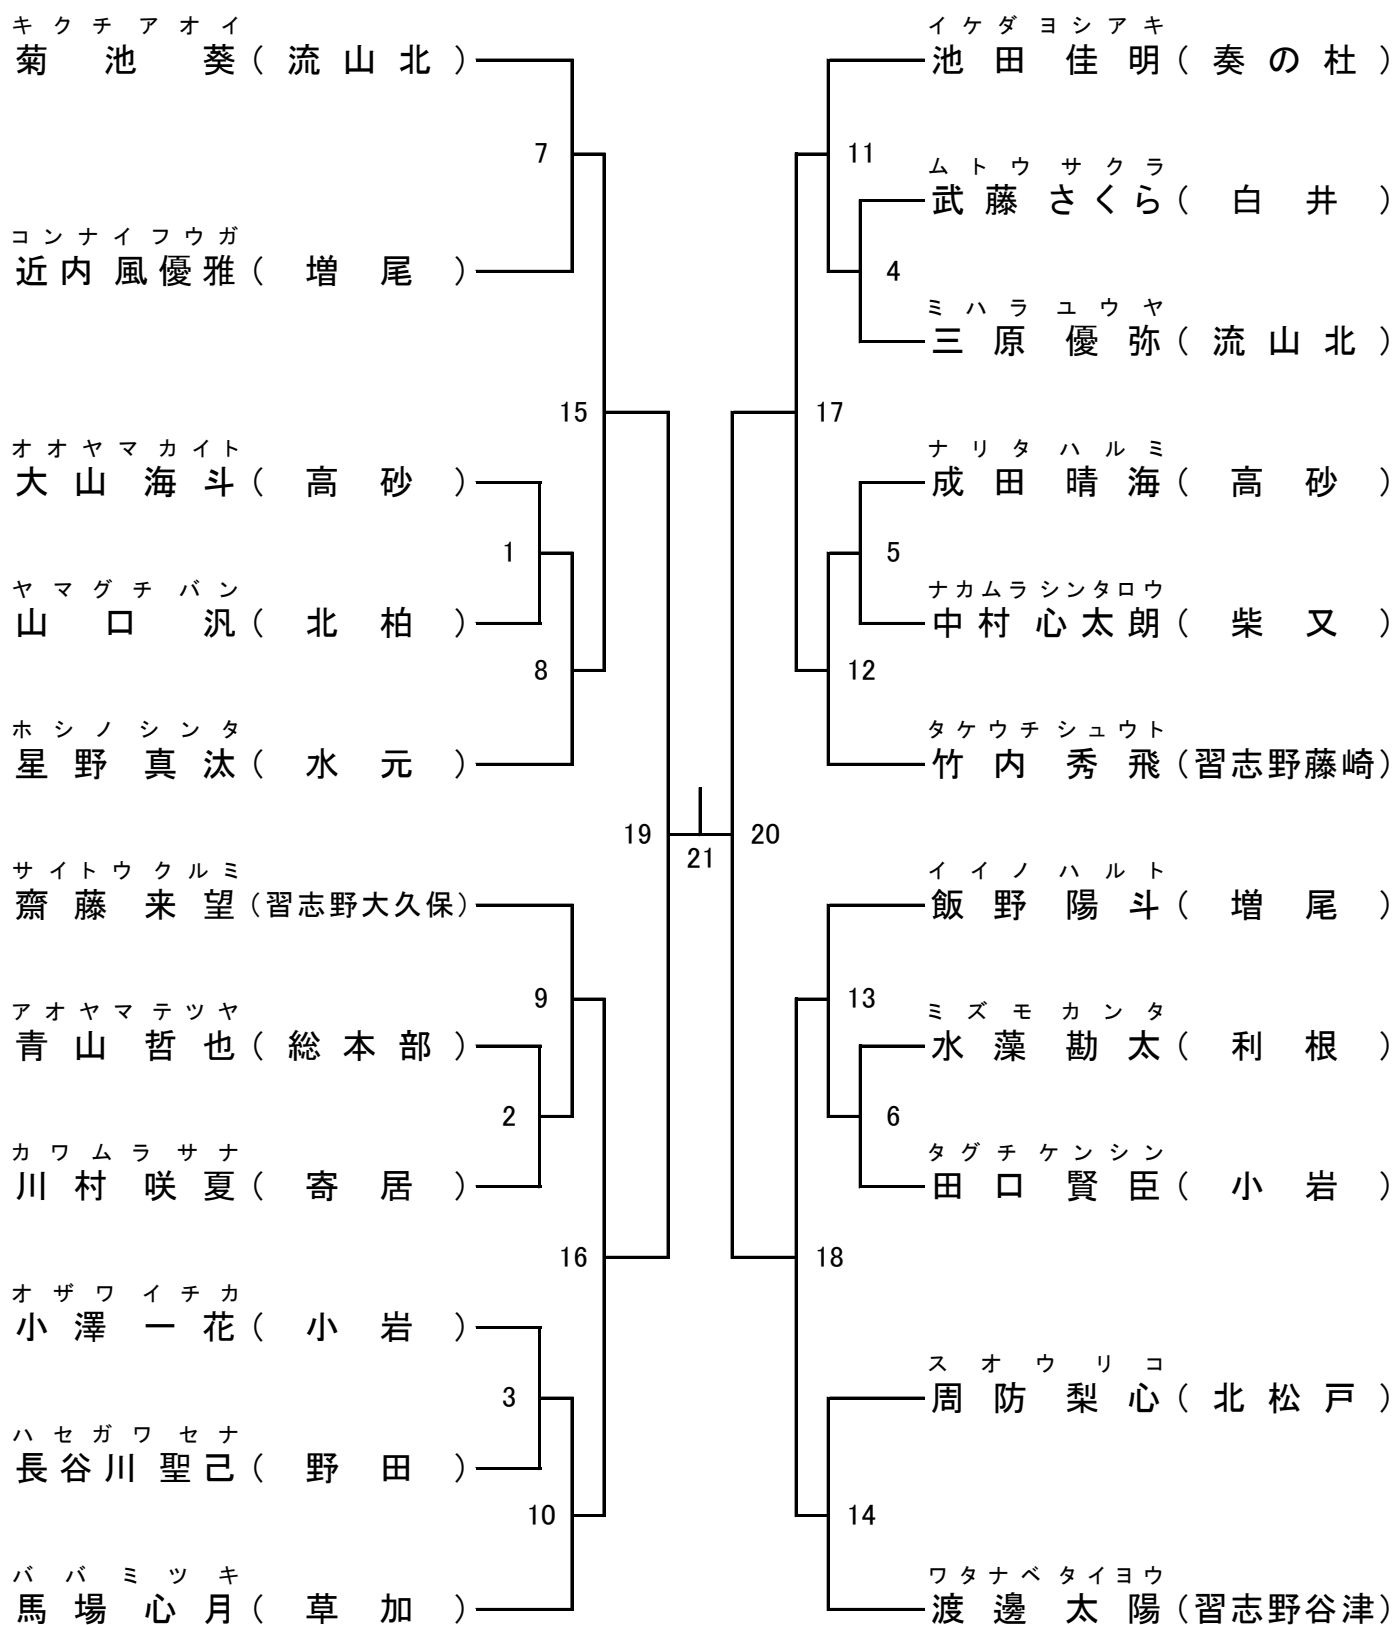 キクチアオイ
菊池 葵(流山北)
7
コンナイフウガ
近内風優雅(増尾)
15
オオヤマカイト
大山海斗(高砂)
1
ヤマグチバン
山口 汎(北柏)
8
ホシノシンタ
星野真汰(水元)
19
サイトウクルミ
齋藤来望(習志野大久保)
9
アオヤマテツヤ
青山哲也(総本部)
2
カワムラサナ
川村咲夏(寄居)
16
オザワイチカ
小澤一花(小岩)
3
ハセガワセナ
長谷川聖己(野田)
10
ババミツキ
馬場心月(草加)
21
イケダヨシアキ
池田佳明(奏の杜)
11
ムトウサクラ
武藤さくら(白井)
4
ミハラユウヤ
三原優弥(流山北)
17
ナリタハルミ
成田晴海(高砂)
5
ナカムラシンタロウ
中村心太朗(柴又)
12
タケウチシュウト
竹内秀飛(習志野藤崎)
20
イイノハルト
飯野陽斗(増尾)
13
ミズモカンタ
水藻勘太(利根)
6
タグチケンシン
田口賢臣(小岩)
18
スオウリコ
周防梨心(北松戸)
14
ワタナベタイヨウ
渡邊太陽(習志野谷津)